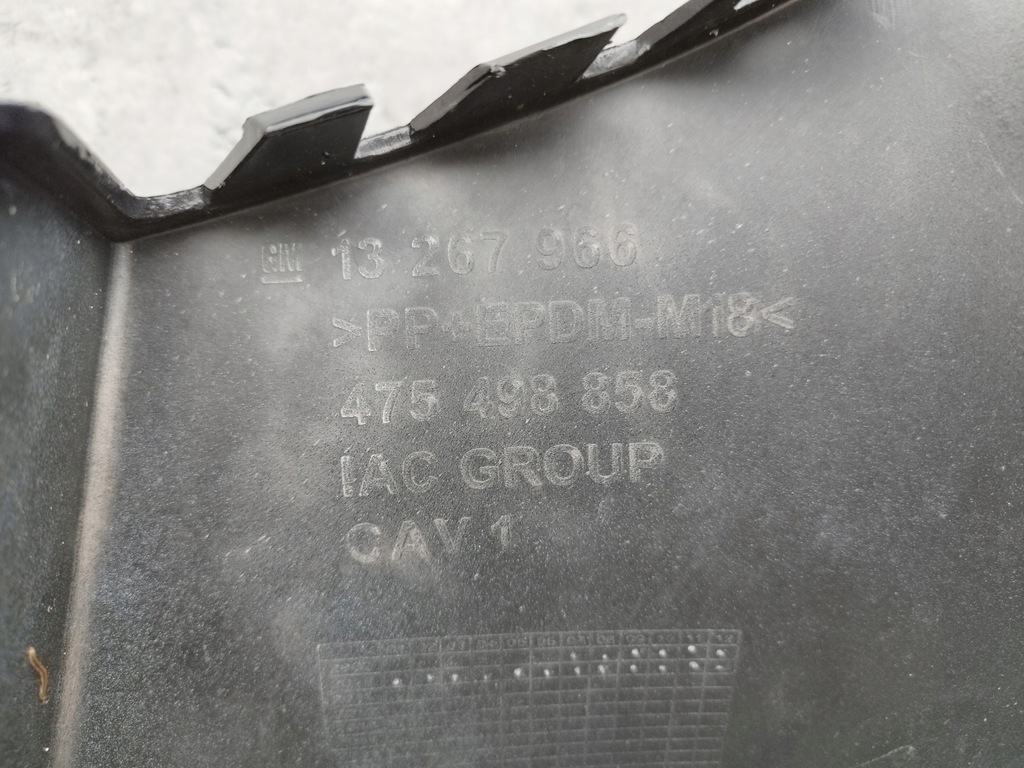 GM 13 267 966
>PP+EPDM-M18<
475 498 858
IAC GROUP
CAV 1